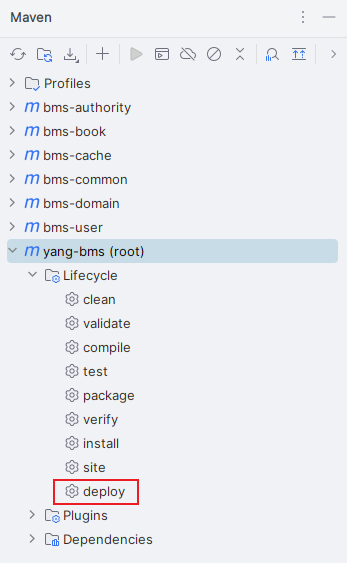 Maven
Profiles
bms-authority
bms-book
bms-cache
bms-common
bms-domain
bms-user
yang-bms (root)
Lifecycle
clean
validate
compile
test
package
verify
install
site
deploy
Plugins
Dependencies